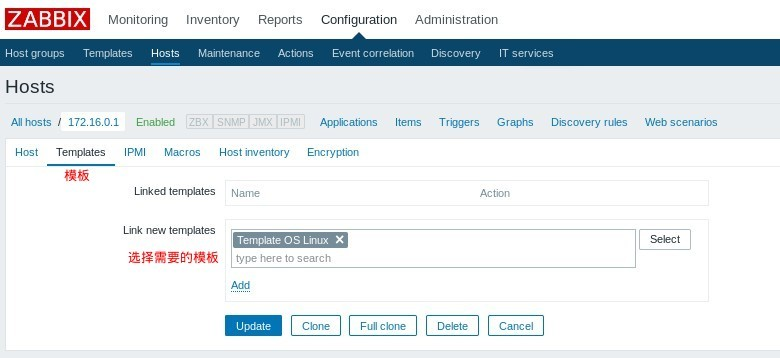 ZABBIX Monitoring Inventory Reports Configuration Administration
Host groups Templates Hosts Maintenance Actions Event correlation Discovery IT services
Hosts
All hosts / 172.16.0.1 Enabled ZBX SNMP JMX IPMI Applications Items Triggers Graphs Discovery rules Web scenarios
Host Templates IPMI Macros Host inventory Encryption
模板
Linked templates Name Action
Link new templates Template OS Linux ✕ Select
选择需要的模板 type here to search
Add
Update Clone Full clone Delete Cancel